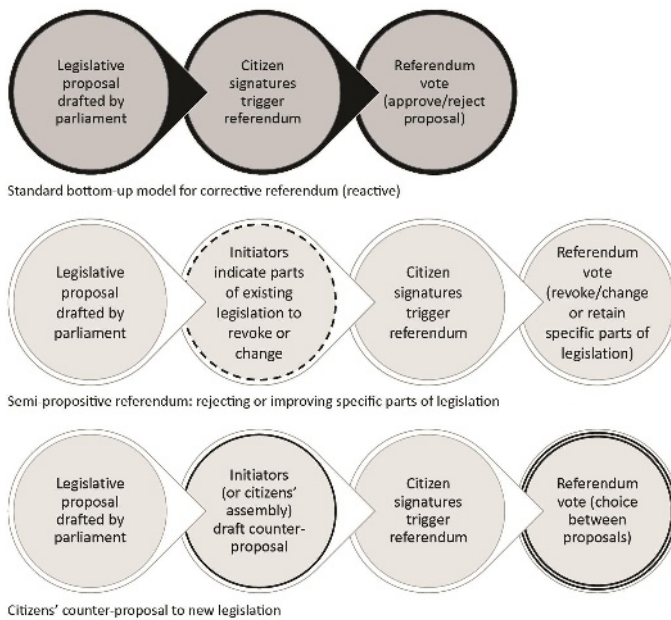 Legislative
proposal
drafted by
parliament
Citizen
signatures
trigger
referendum
Referendum
vote
(approve/reject
proposal)
Standard bottom-up model for corrective referendum (reactive)
Legislative
proposal
drafted by
parliament
Initiators
indicate parts
of existing
legislation to
revoke or
change
Citizen
signatures
trigger
referendum
Referendum
vote
(revoke/change
or retain
specific parts
of legislation)
Semi-propositive referendum: rejecting or improving specific parts of legislation
Legislative
proposal
drafted by
parliament
Initiators
(or citizens'
assembly)
draft counter-
proposal
Citizen
signatures
trigger
referendum
Referendum
vote (choice
between
proposals)
Citizens' counter-proposal to new legislation